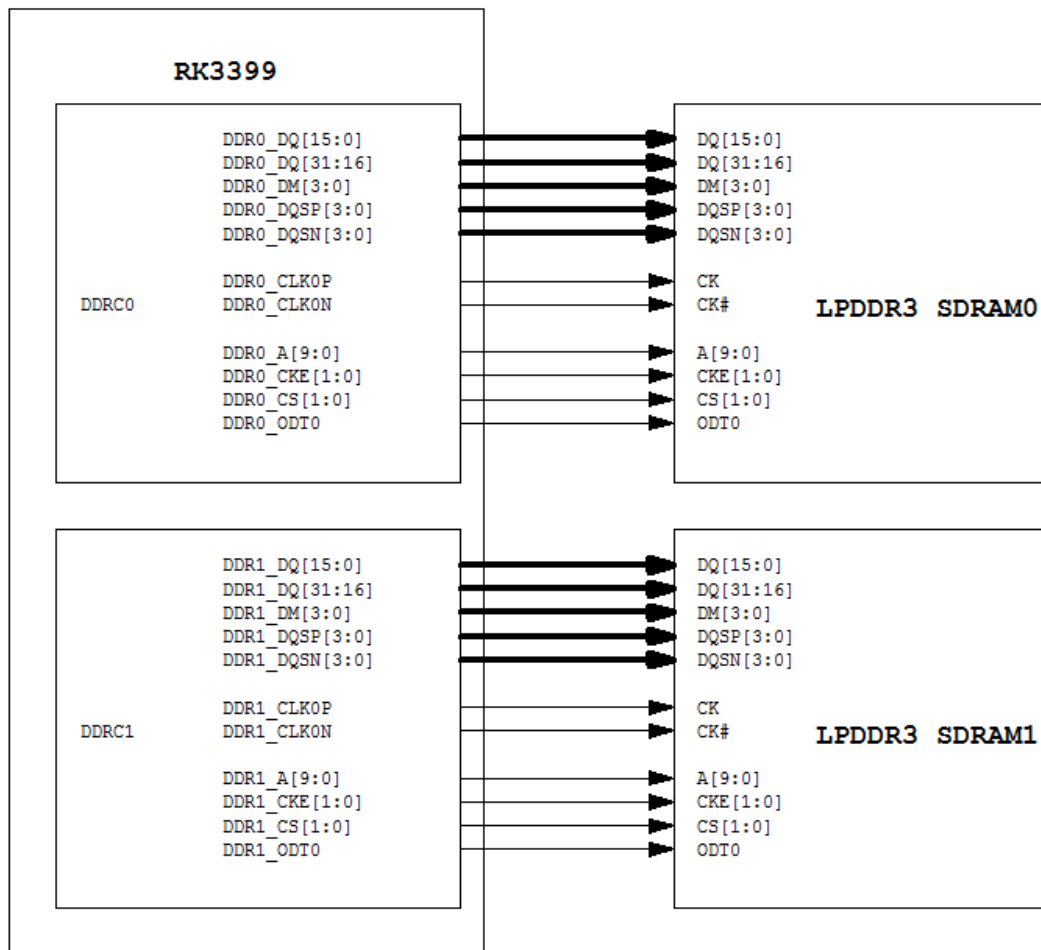 RK3399
DDR0_DQ[15:0] DQ[15:0]
DDR0_DQ[31:16] DQ[31:16]
DDR0_DM[3:0] DM[3:0]
DDR0_DQSP[3:0] DQSP[3:0]
DDR0_DQSN[3:0] DQSN[3:0]
DDR0_CLK0P CK
DDRC0 DDR0_CLK0N CK# LPDDR3 SDRAM0
DDR0_A[9:0] A[9:0]
DDR0_CKE[1:0] CKE[1:0]
DDR0_CS[1:0] CS[1:0]
DDR0_ODT0 ODT0
DDR1_DQ[15:0] DQ[15:0]
DDR1_DQ[31:16] DQ[31:16]
DDR1_DM[3:0] DM[3:0]
DDR1_DQSP[3:0] DQSP[3:0]
DDR1_DQSN[3:0] DQSN[3:0]
DDR1_CLK0P CK
DDRC1 DDR1_CLK0N CK# LPDDR3 SDRAM1
DDR1_A[9:0] A[9:0]
DDR1_CKE[1:0] CKE[1:0]
DDR1_CS[1:0] CS[1:0]
DDR1_ODT0 ODT0